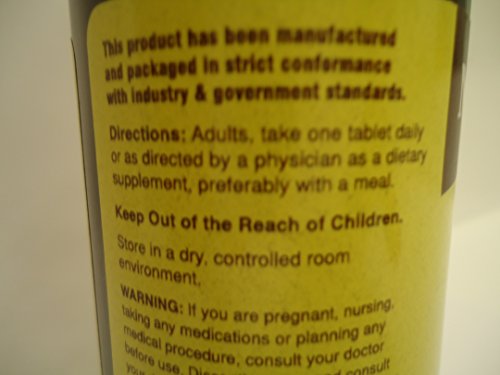 This product has been manufactured
and packaged in strict conformance
with industry & government standards.
Directions: Adults, take one tablet daily
or as directed by a physician as a dietary
supplement, preferably with a meal.
Keep Out of the Reach of Children.
Store in a dry, controlled room
environment.
WARNING: If you are pregnant, nursing,
taking any medications or planning any
medical procedure, consult your doctor
before use. and consult